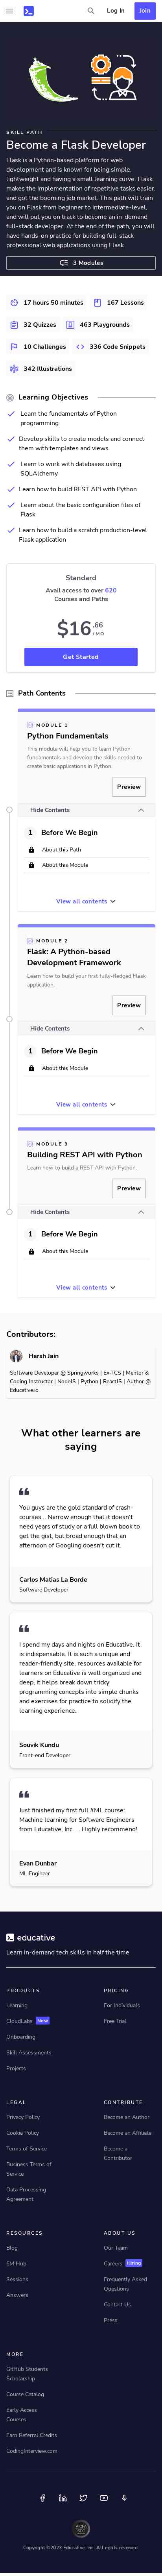 Log In
Join
SKILL PATH
Become a Flask Developer
Flask is a Python-based platform for web
development and is known for being simple,
lightweight and having a small learning curve. Flask
makes the implementation of repetitive tasks easier,
and get the app booming on demand. This path will
take you from Flask beginner to intermediate-level,
and will put you on track to becoming an in-demand
full-stack developer. At the end of the path, you will
have hands-on practice for building full-scale
professional web applications using Flask.
3 Modules
17 hours 50 minutes
167 Lessons
32 Quizzes
463 Playgrounds
10 Challenges
336 Code Snippets
342 Illustrations
Learning Objectives
Learn the fundamentals of Python
programming
Develop skills to create models and connect
them with templates and views
Learn to work with databases using
SQLAlchemy
Learn how to build REST API with Python
Learn about the basic configuration files of
Flask
Learn how to build a scratch production-level
Flask application
Standard
Avail access to over 620
Courses and Paths
$16.66
/MO
Get Started
Path Contents
MODULE 1
Python Fundamentals
This module will help you to learn Python
fundamentals and develop the skills needed to
create basic applications in Python.
Preview
Hide Contents
1 Before We Begin
About this Path
About this Module
View all contents
MODULE 2
Flask: A Python-based
Development Framework
Learn how to build your first fully-fledged Flask
application.
Preview
Hide Contents
1 Before We Begin
About this Module
View all contents
MODULE 3
Building REST API with Python
Learn how to build a REST API with Python.
Preview
Hide Contents
1 Before We Begin
About this Module
View all contents
Contributors:
Harsh Jain
Software Developer @ Springworks | Ex-TCS | Mentor &
Coding Instructor | NodeJS | Python | ReactJS | Author @
Educative.io
What other learners are
saying
You guys are the gold standard of crash-
courses... Narrow enough that it doesn't
need years of study or a full blown book to
get the gist, but broad enough that an
afternoon of Googling doesn't cut it.
Carlos Matias La Borde
Software Developer
I spend my days and nights on Educative. It
is indispensable. It is such a unique and
reader-friendly site, resource available for all
learners on Educative is well organized and
deep, it helps break down tricky
programming concepts into simple chunks
and exercises for practice to solidify the
learning experience.
Souvik Kundu
Front-end Developer
Just finished my first full #ML course:
Machine learning for Software Engineers
from Educative, Inc. ... Highly recommend!
Evan Dunbar
ML Engineer
educative
Learn in-demand tech skills in half the time
PRODUCTS
Learning
CloudLabs New
Onboarding
Skill Assessments
Projects
PRICING
For Individuals
Free Trial
LEGAL
Privacy Policy
Cookie Policy
Terms of Service
Business Terms of
Service
Data Processing
Agreement
CONTRIBUTE
Become an Author
Become an Affiliate
Become a
Contributor
RESOURCES
Blog
EM Hub
Sessions
Answers
ABOUT US
Our Team
Careers Hiring
Frequently Asked
Questions
Contact Us
Press
MORE
GitHub Students
Scholarship
Course Catalog
Early Access
Courses
Earn Referral Credits
CodingInterview.com
Copyright ©2023 Educative, Inc. All rights reserved.